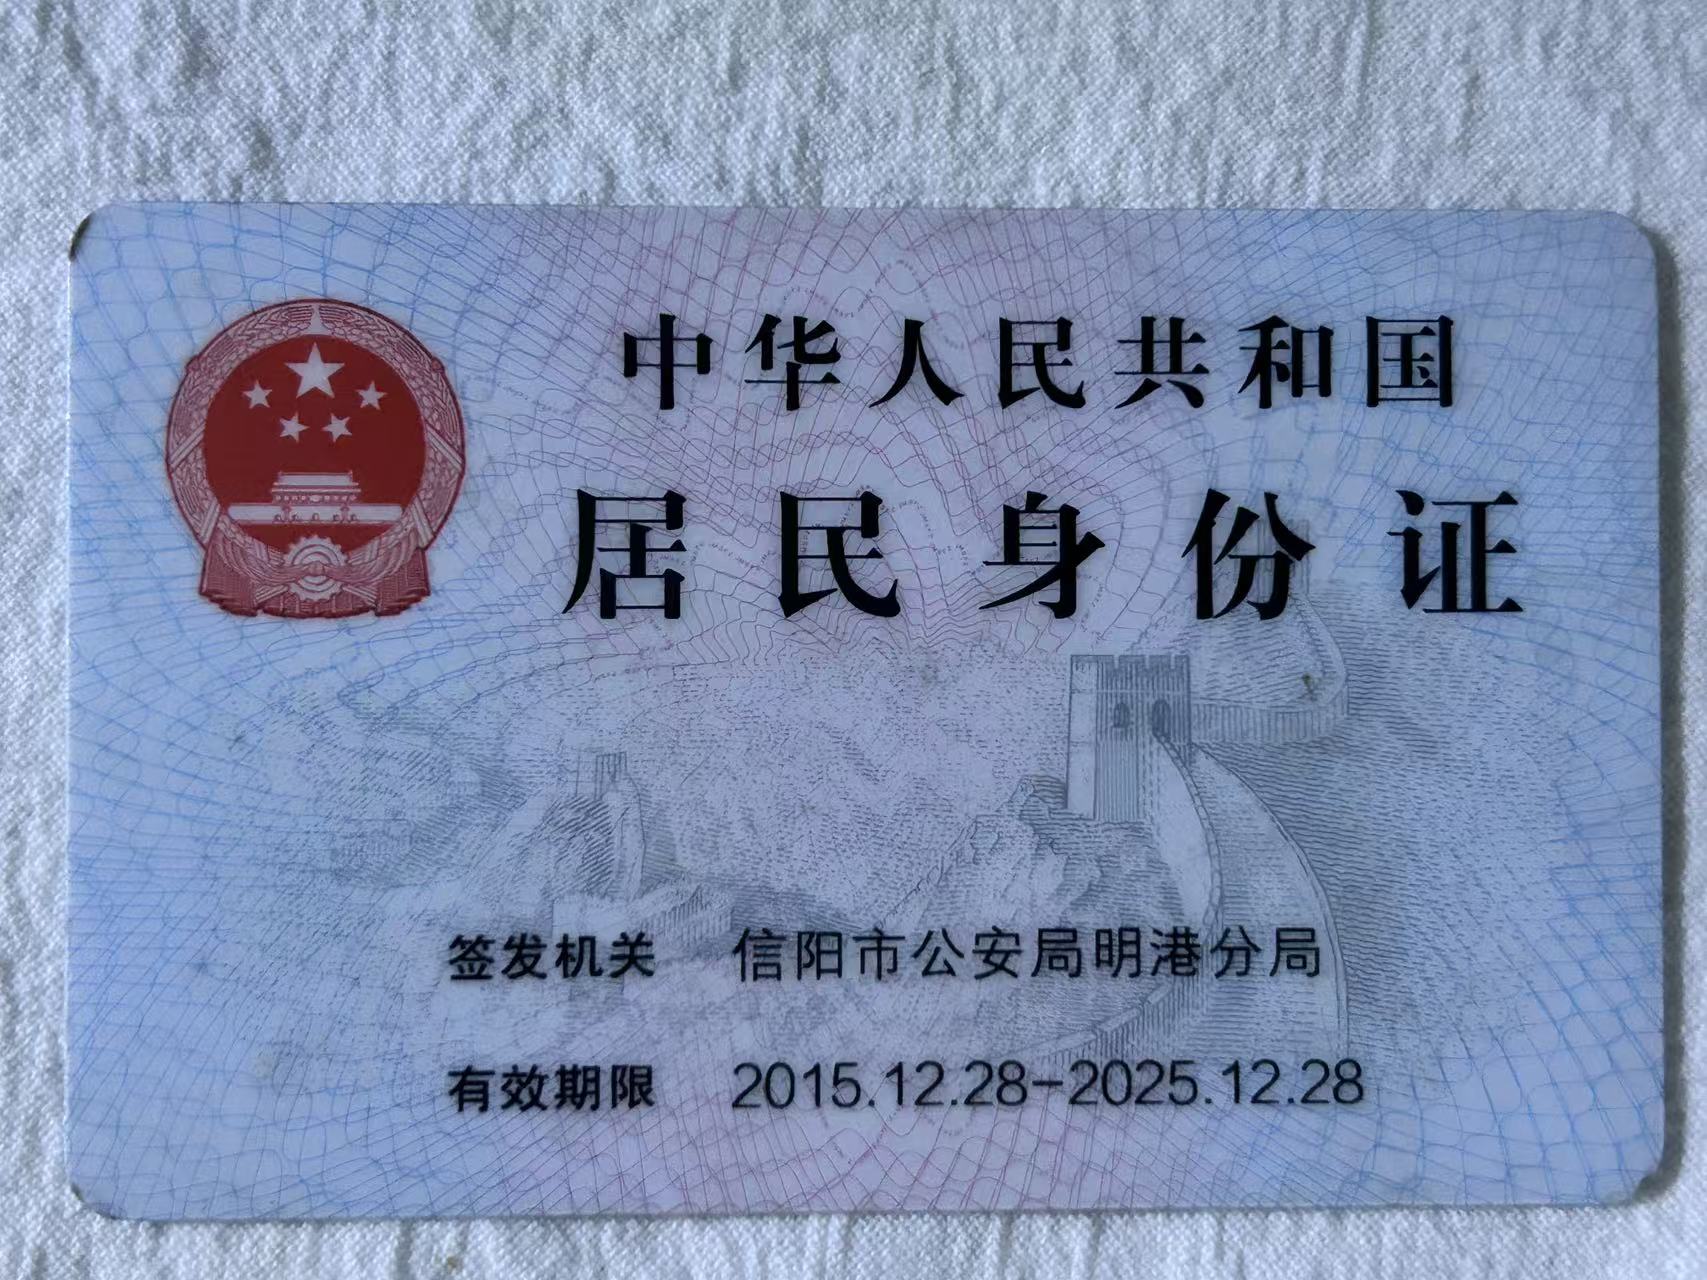 中华人民共和国
居民身份证
签发机关 信阳市公安局明港分局
有效期限 2015.12.28-2025.12.28